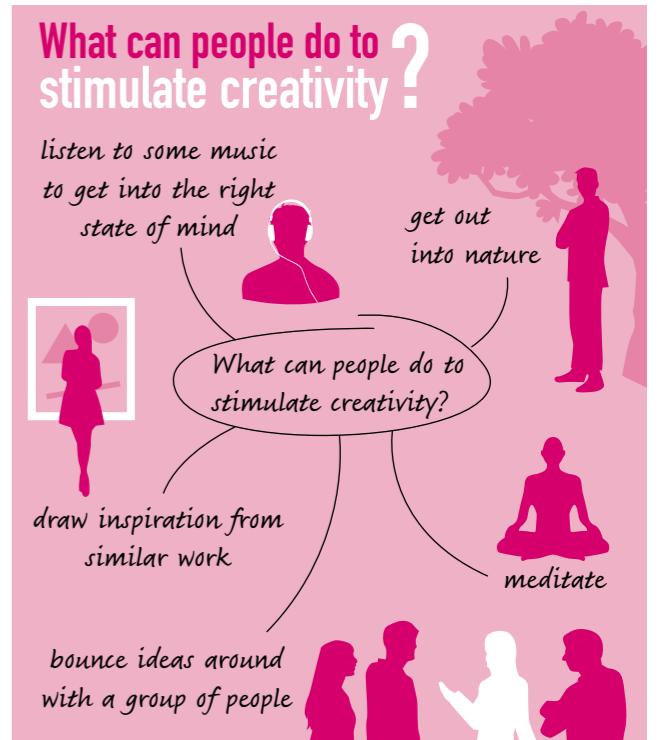 What can people do to
stimulate creativity?
listen to some music
to get into the right
state of mind
get out
into nature
What can people do to
stimulate creativity?
draw inspiration from
similar work
meditate
bounce ideas around
with a group of people